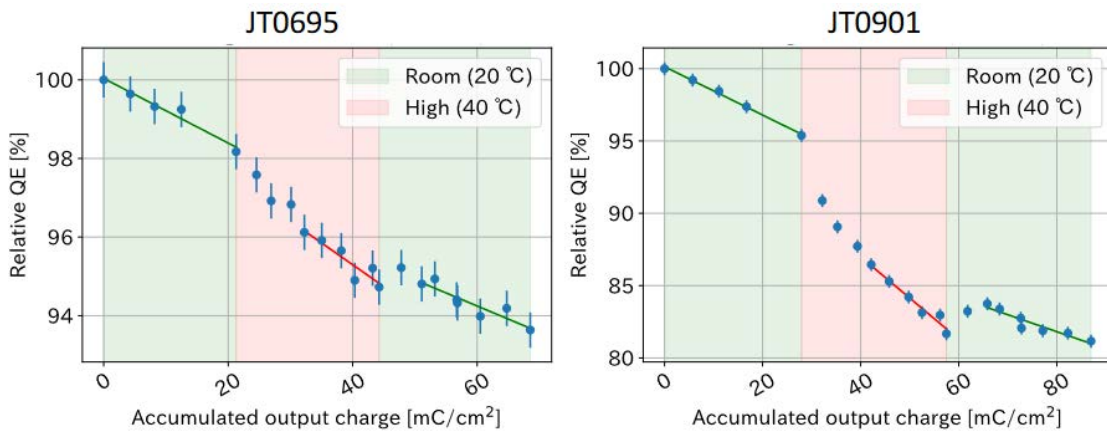 JT0695
100
98
96
94
Relative QE [%]
Room (20 ℃)
High (40 ℃)
0
20
40
60
Accumulated output charge [mC/cm²]
JT0901
100
95
90
85
80
Relative QE [%]
Room (20 ℃)
High (40 ℃)
0
20
40
60
80
Accumulated output charge [mC/cm²]